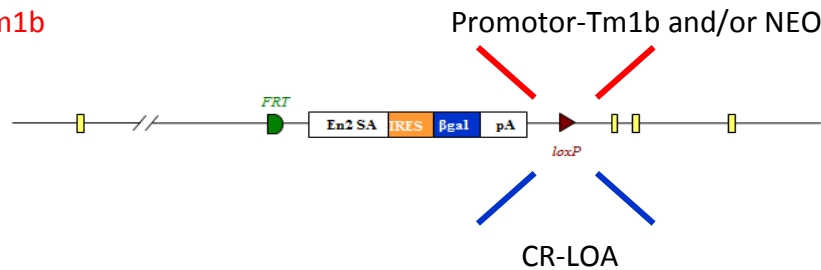 m1b
Promotor-Tm1b and/or NEO
FRT
En2 SA IRES βgal pA
loxP
CR-LOA